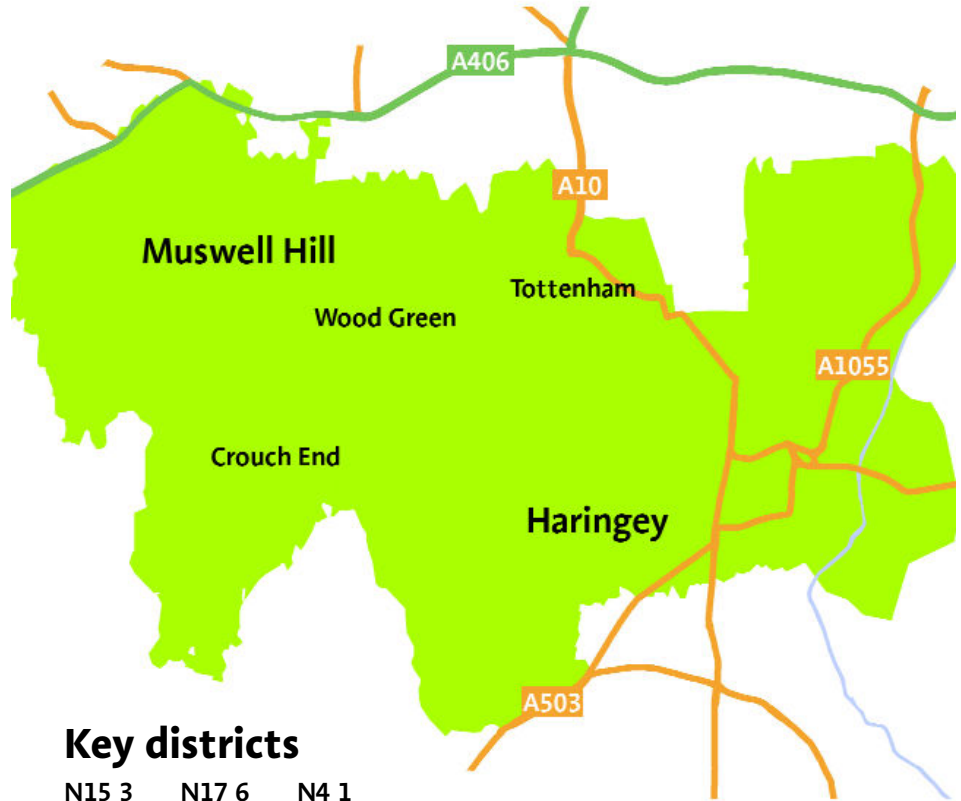 A406
A10
Muswell Hill
Tottenham
Wood Green
A1055
Crouch End
Haringey
A503
Key districts
N15 3 N17 6 N4 1